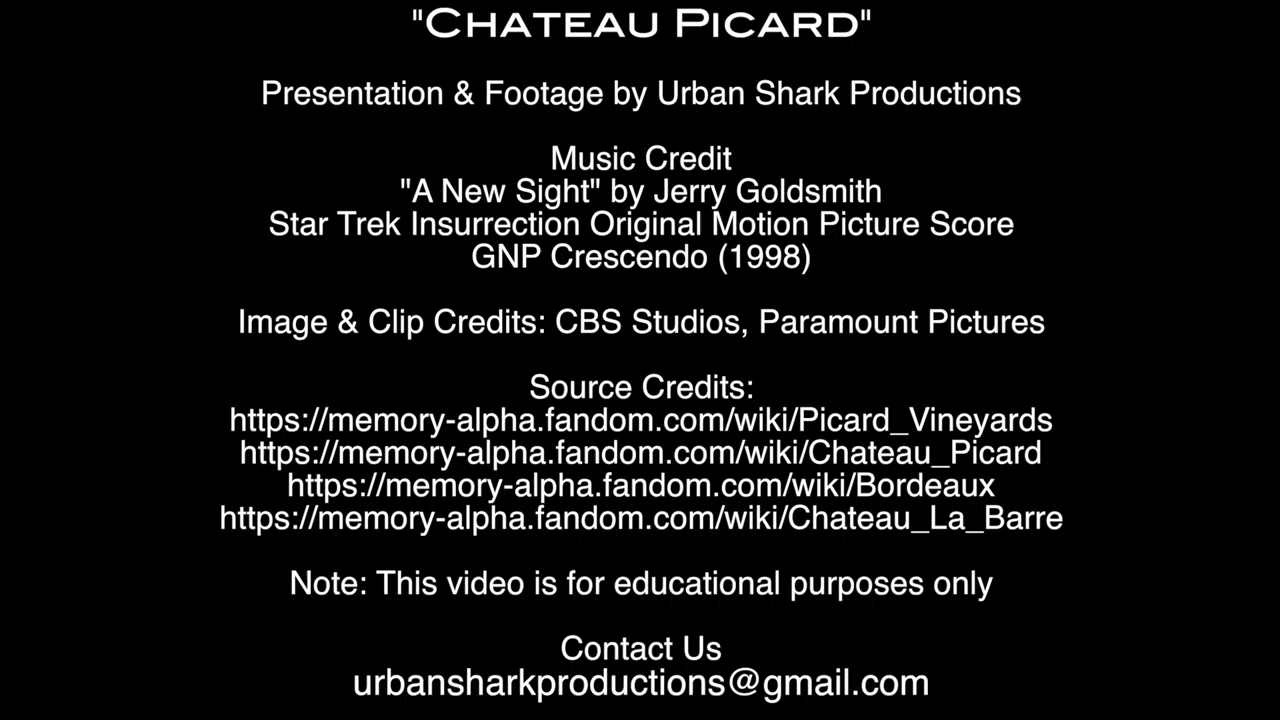 "CHATEAU PICARD"
Presentation & Footage by Urban Shark Productions
Music Credit
"A New Sight" by Jerry Goldsmith
Star Trek Insurrection Original Motion Picture Score
GNP Crescendo (1998)
Image & Clip Credits: CBS Studios, Paramount Pictures
Source Credits:
https://memory-alpha.fandom.com/wiki/Picard_Vineyards
https://memory-alpha.fandom.com/wiki/Chateau_Picard
https://memory-alpha.fandom.com/wiki/Bordeaux
https://memory-alpha.fandom.com/wiki/Chateau_La_Barre
Note: This video is for educational purposes only
Contact Us
urbansharkproductions@gmail.com